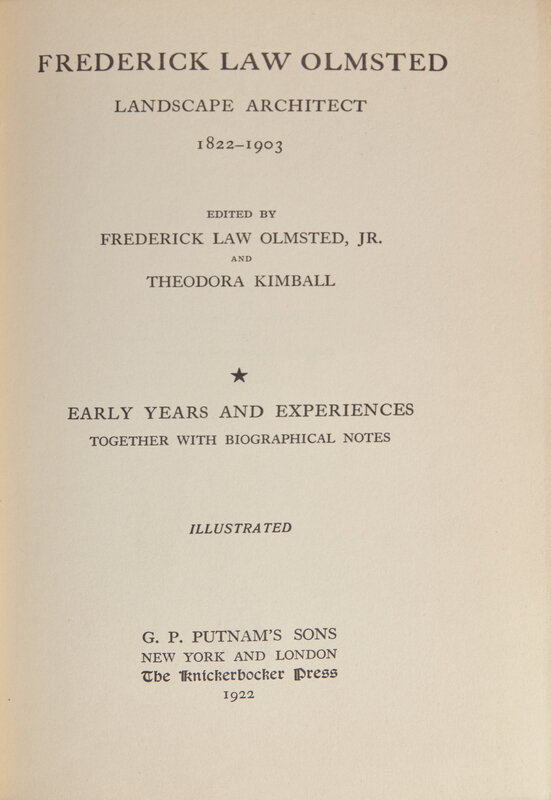 FREDERICK LAW OLMSTED
LANDSCAPE ARCHITECT
1822–1903
EDITED BY
FREDERICK LAW OLMSTED, JR.
AND
THEODORA KIMBALL
★
EARLY YEARS AND EXPERIENCES
TOGETHER WITH BIOGRAPHICAL NOTES
ILLUSTRATED
G. P. PUTNAM'S SONS
NEW YORK AND LONDON
The Knickerbocker Press
1922